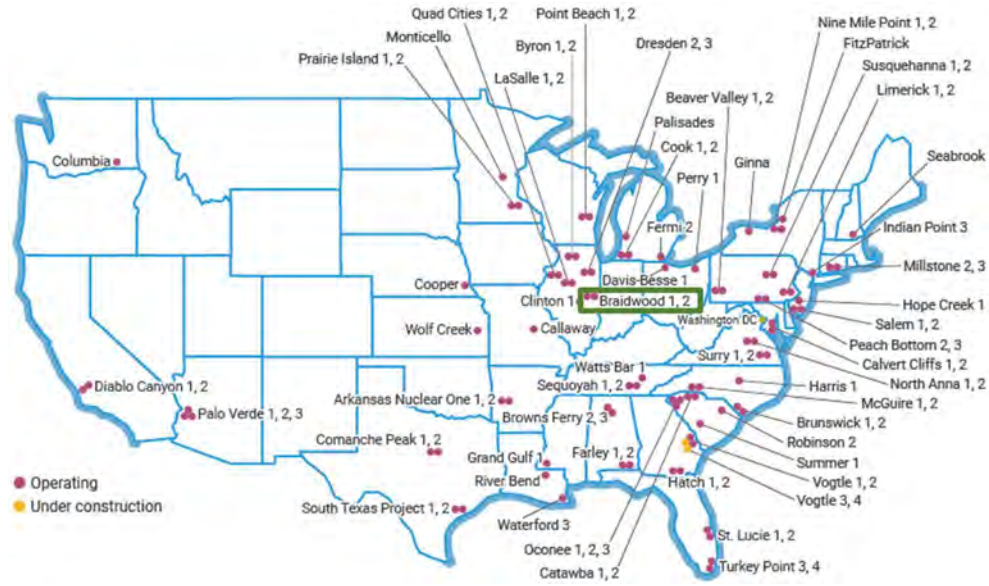 Quad Cities 1, 2
Point Beach 1, 2
Nine Mile Point 1, 2
Monticello
Byron 1, 2
Dresden 2, 3
FitzPatrick
Prairie Island 1, 2
Susquehanna 1, 2
LaSalle 1, 2
Limerick 1, 2
Beaver Valley 1, 2
Palisades
Cook 1, 2
Ginna
Seabrook
Columbia
Perry 1
Indian Point 3
Fermi 2
Millstone 2, 3
Davis-Besse 1
Cooper
Clinton 1
Braidwood 1, 2
Hope Creek 1
Washington DC
Salem 1, 2
Wolf Creek
Callaway
Peach Bottom 2, 3
Surry 1, 2
Calvert Cliffs 1, 2
Watts Bar 1
North Anna 1, 2
Diablo Canyon 1, 2
Sequoyah 1, 2
Harris 1
Arkansas Nuclear One 1, 2
McGuire 1, 2
Palo Verde 1, 2, 3
Browns Ferry 2, 3
Brunswick 1, 2
Comanche Peak 1, 2
Robinson 2
Grand Gulf 1
Farley 1, 2
Summer 1
Operating
River Bend
Hatch 1, 2
Vogtle 1, 2
Under construction
Vogtle 3, 4
South Texas Project 1, 2
Waterford 3
St. Lucie 1, 2
Oconee 1, 2, 3
Catawba 1, 2
Turkey Point 3, 4